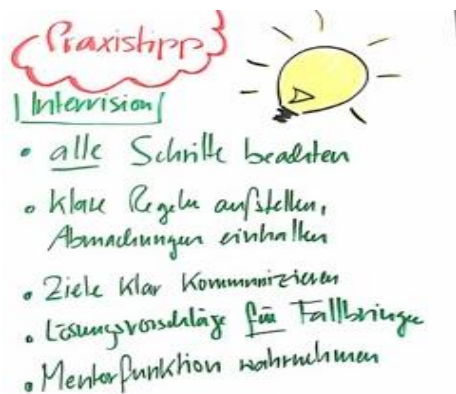 Praxistipp
Intervision
• alle Schritte beachten
• Klare Regeln aufstellen,
Abmachungen einhalten
• Ziele klar kommunizieren
• Lösungsvorschläge für Fallbringer
• Mentorfunktion wahrnehmen